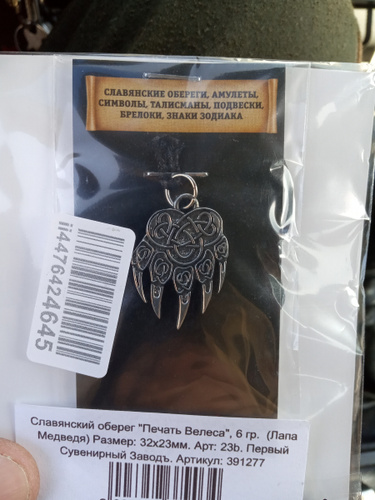 СЛАВЯНСКИЕ ОБЕРЕГИ, АМУЛЕТЫ,
СИМВОЛЫ, ТАЛИСМАНЫ, ПОДВЕСКИ,
БРЕЛОКИ, ЗНАКИ ЗОДИАКА
ii4476424645
Славянский оберег "Печать Велеса", 6 гр. (Лапа
Медведя) Размер: 32x23мм. Арт: 23b. Первый
Сувенирный Заводъ. Артикул: 391277